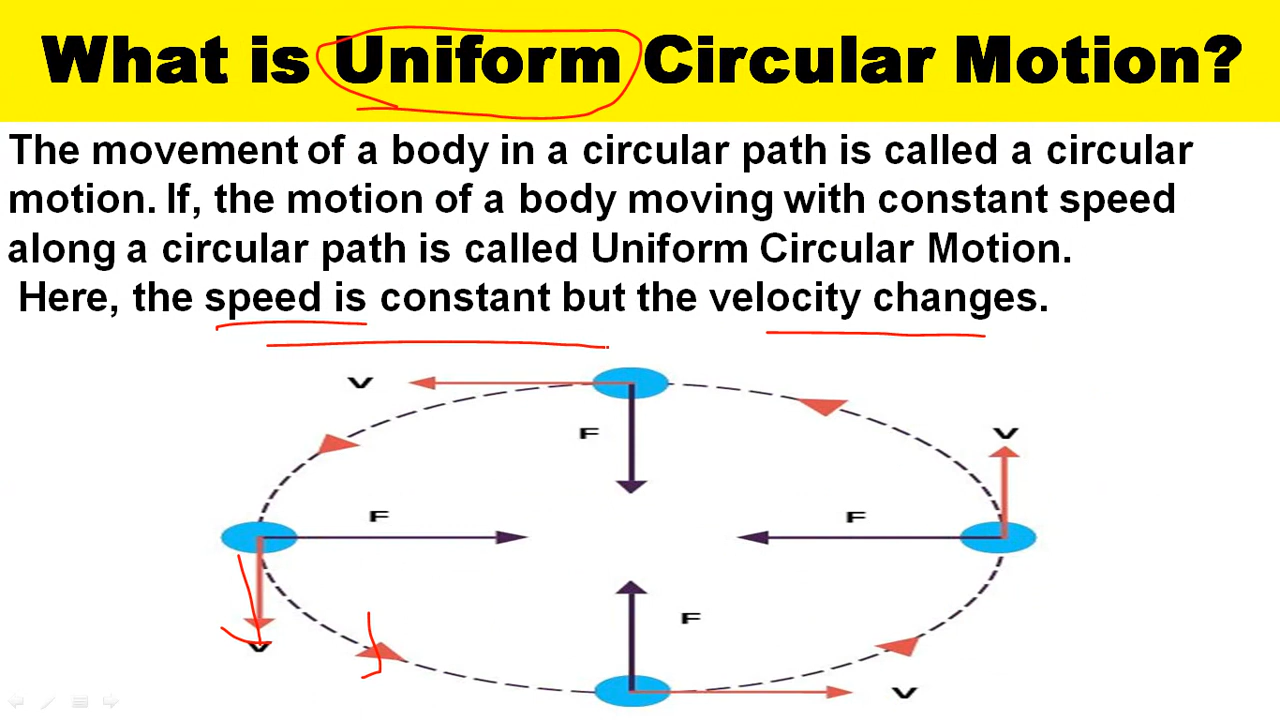 What is Uniform Circular Motion?
The movement of a body in a circular path is called a circular
motion. If, the motion of a body moving with constant speed
along a circular path is called Uniform Circular Motion.
Here, the speed is constant but the velocity changes.
V
F
V
F
F
V
F
V